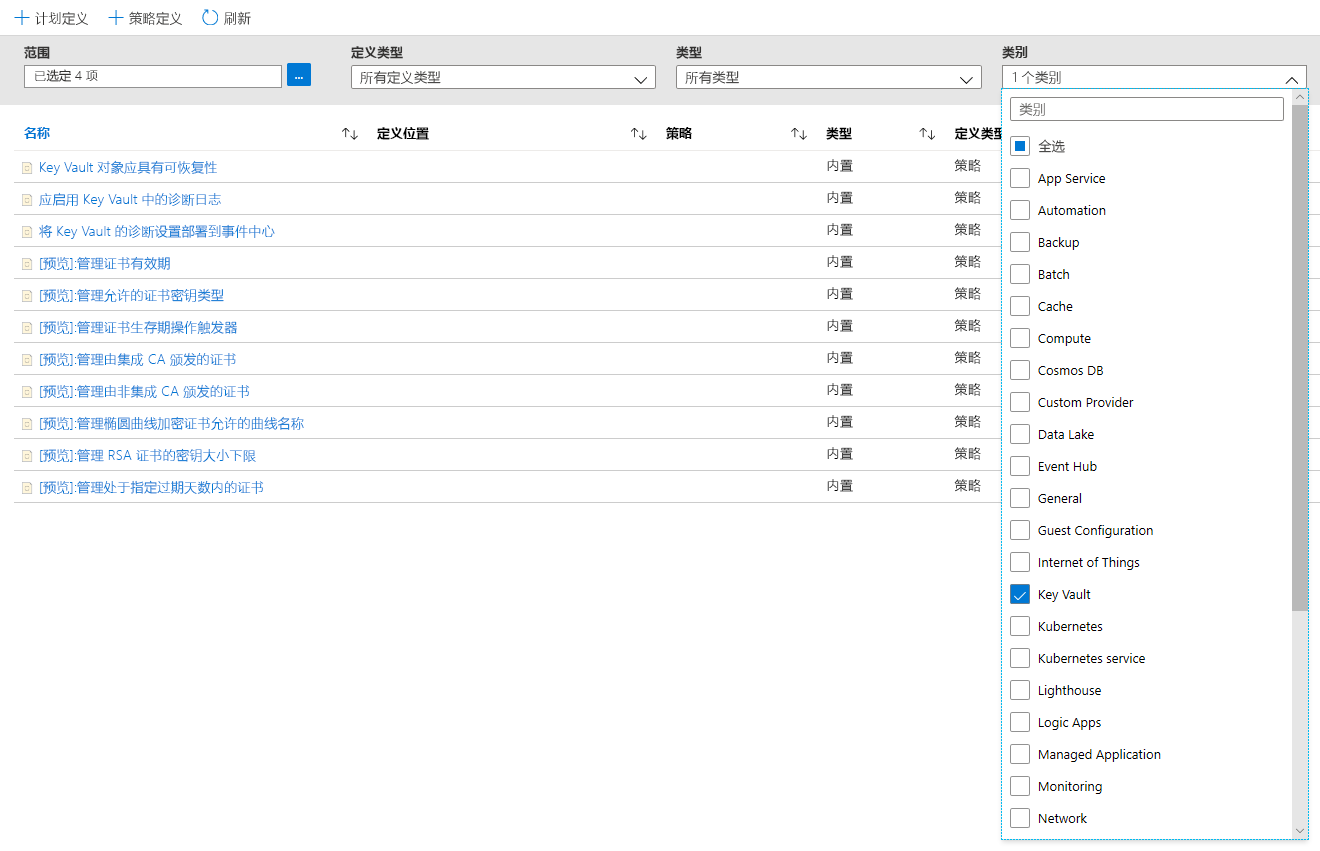 计划定义 策略定义 刷新
范围 定义类型 类型 类别
已选定 4 项 ... 所有定义类型 所有类型 1 个类别
类别
名称 定义位置 策略 类型 定义类型
全选
Key Vault 对象应具有可恢复性 内置 策略
App Service
应启用 Key Vault 中的诊断日志 内置 策略
Automation
将 Key Vault 的诊断设置部署到事件中心 内置 策略
Backup
[预览]:管理证书有效期 内置 策略
Batch
[预览]:管理允许的证书密钥类型 内置 策略
Cache
[预览]:管理证书生存期操作触发器 内置 策略
Compute
[预览]:管理由集成 CA 颁发的证书 内置 策略
Cosmos DB
[预览]:管理由非集成 CA 颁发的证书 内置 策略
Custom Provider
[预览]:管理椭圆曲线加密证书允许的曲线名称 内置 策略
Data Lake
[预览]:管理 RSA 证书的密钥大小下限 内置 策略
Event Hub
[预览]:管理处于指定过期天数内的证书 内置 策略
General
Guest Configuration
Internet of Things
Key Vault
Kubernetes
Kubernetes service
Lighthouse
Logic Apps
Managed Application
Monitoring
Network